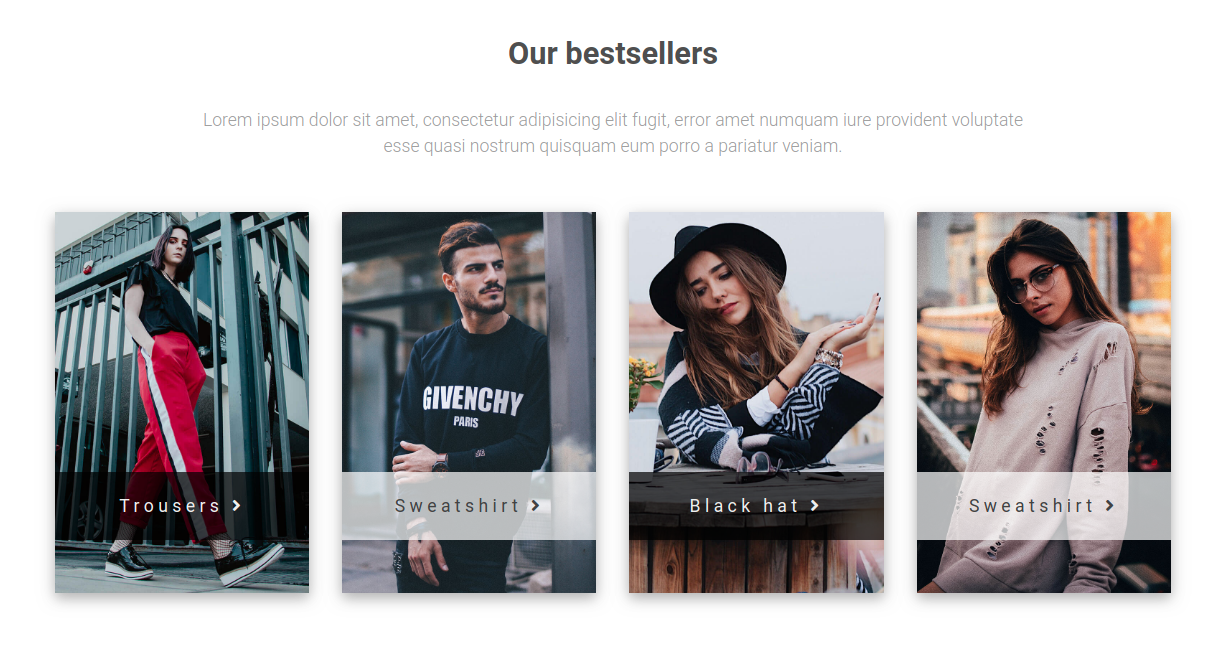 Our bestsellers
Lorem ipsum dolor sit amet, consectetur adipisicing elit fugit, error amet numquam iure provident voluptate
esse quasi nostrum quisquam eum porro a pariatur veniam.
GIVENCHY
PARIS
Trousers
Sweatshirt
Black hat
Sweatshirt